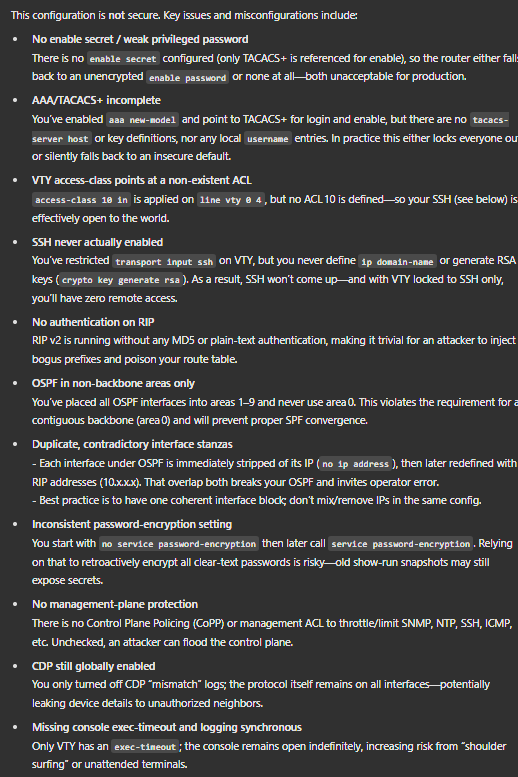 This configuration is not secure. Key issues and misconfigurations include:
• No enable secret / weak privileged password
There is no enable secret configured (only TACACS+ is referenced for enable), so the router either falls
back to an unencrypted enable password or none at all—both unacceptable for production.
• AAA/TACACS+ incomplete
You've enabled aaa new-model and point to TACACS+ for login and enable, but there are no tacacs-
server host or key definitions, nor any local username entries. In practice this either locks everyone out
or silently falls back to an insecure default.
• VTY access-class points at a non-existent ACL
access-class 10 in is applied on line vty 0 4, but no ACL 10 is defined—so your SSH (see below) is
effectively open to the world.
• SSH never actually enabled
You've restricted transport input ssh on VTY, but you never define ip domain-name or generate RSA
keys (crypto key generate rsa). As a result, SSH won't come up—and with VTY locked to SSH only,
you'll have zero remote access.
• No authentication on RIP
RIP v2 is running without any MD5 or plain-text authentication, making it trivial for an attacker to inject
bogus prefixes and poison your route table.
• OSPF in non-backbone areas only
You've placed all OSPF interfaces into areas 1–9 and never use area 0. This violates the requirement for a
contiguous backbone (area 0) and will prevent proper SPF convergence.
• Duplicate, contradictory interface stanzas
- Each interface under OSPF is immediately stripped of its IP (no ip address), then later redefined with
RIP addresses (10.x.x.x). That overlap both breaks your OSPF and invites operator error.
- Best practice is to have one coherent interface block; don't mix/remove IPs in the same config.
• Inconsistent password-encryption setting
You start with no service password-encryption then later call service password-encryption. Relying
on that to retroactively encrypt all clear-text passwords is risky—old show-run snapshots may still
expose secrets.
• No management-plane protection
There is no Control Plane Policing (CoPP) or management ACL to throttle/limit SNMP, NTP, SSH, ICMP,
etc. Unchecked, an attacker can flood the control plane.
• CDP still globally enabled
You only turned off CDP "mismatch" logs; the protocol itself remains on all interfaces—potentially
leaking device details to unauthorized neighbors.
• Missing console exec-timeout and logging synchronous
Only VTY has an exec-timeout; the console remains open indefinitely, increasing risk from "shoulder
surfing" or unattended terminals.